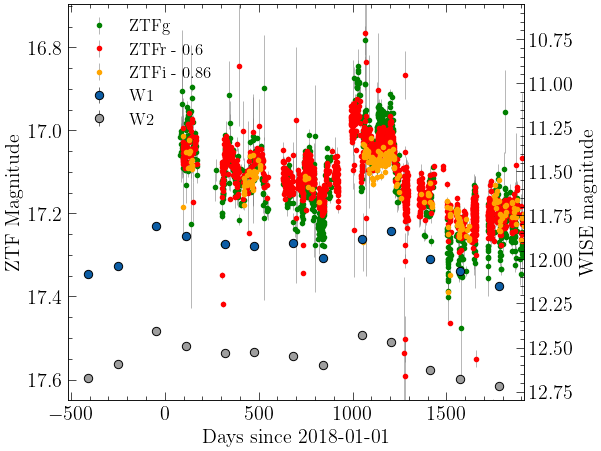 ZTFg
ZTFr - 0.6
ZTFi - 0.86
W1
W2
ZTF Magnitude
16.8
17.0
17.2
17.4
17.6
WISE magnitude
10.75
11.00
11.25
11.50
11.75
12.00
12.25
12.50
12.75
−500
0
500
1000
1500
Days since 2018-01-01